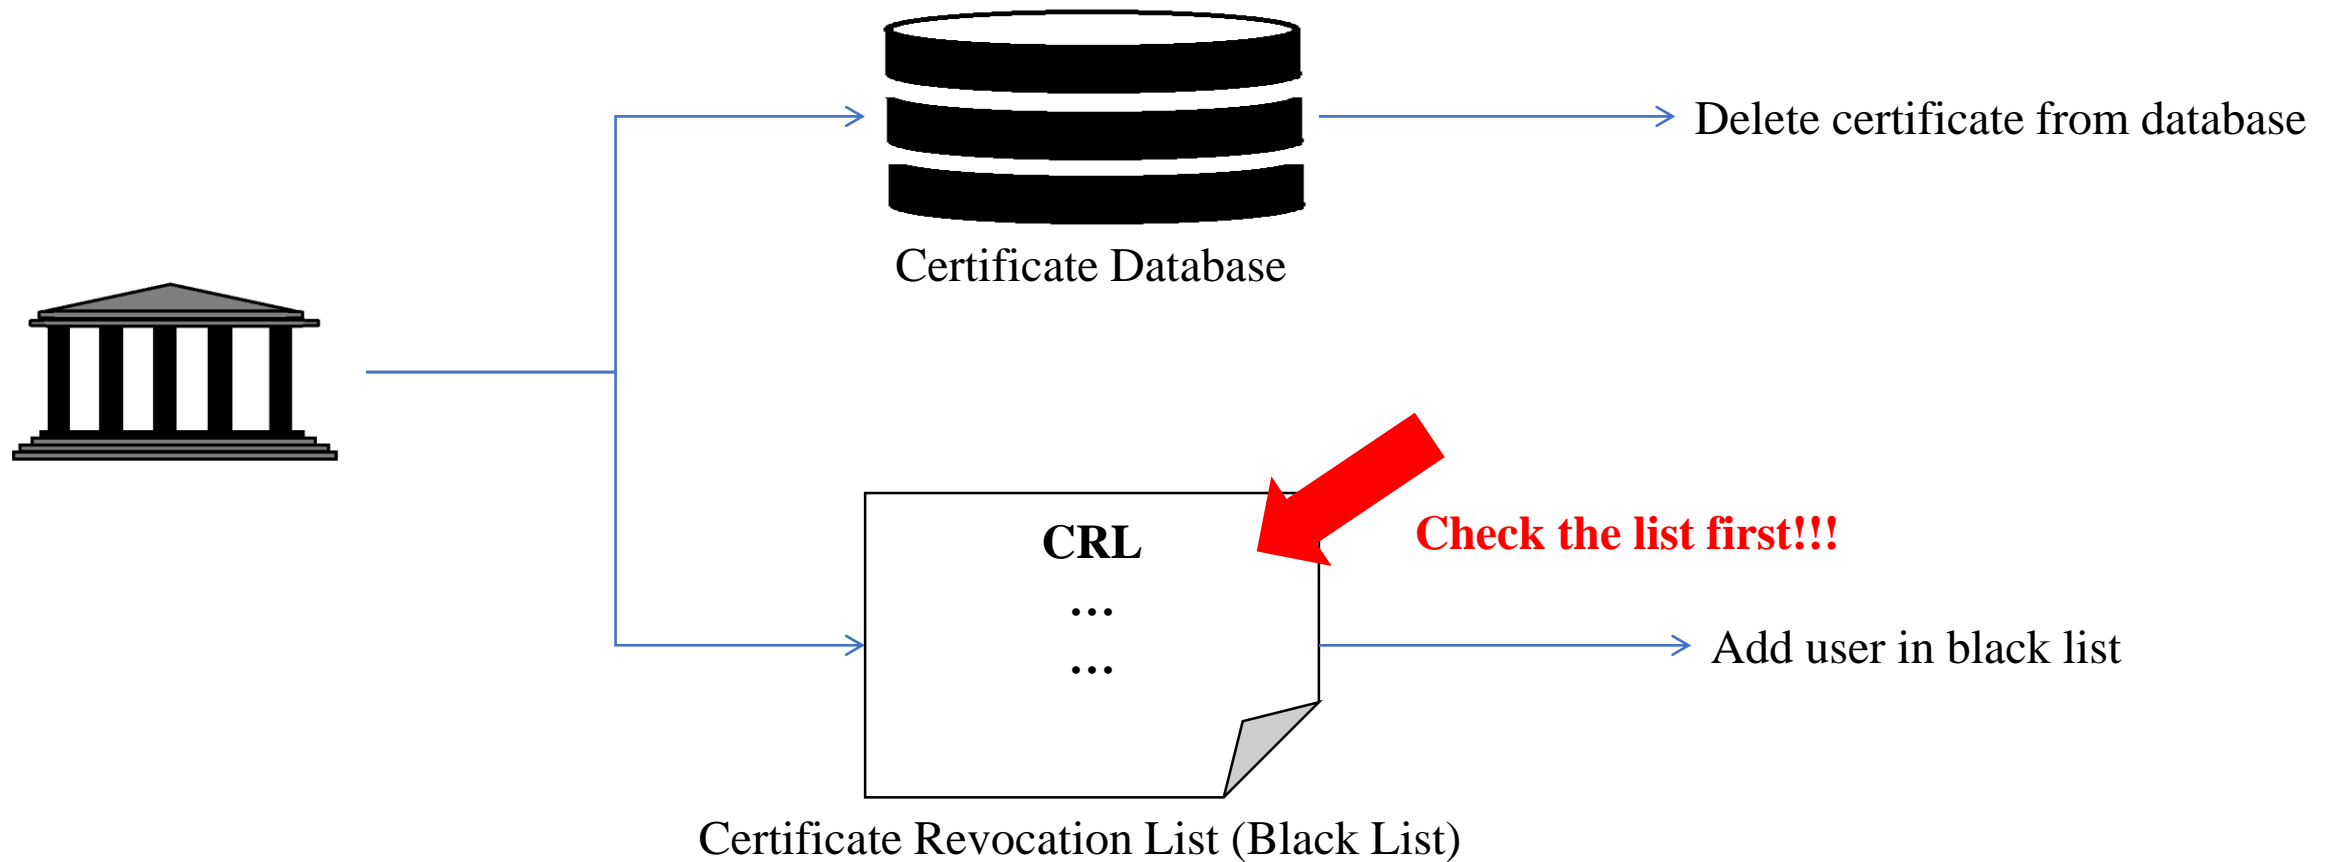 Delete certificate from database
Certificate Database
CRL
Check the list first!!!
...
Add user in black list
...
Certificate Revocation List (Black List)